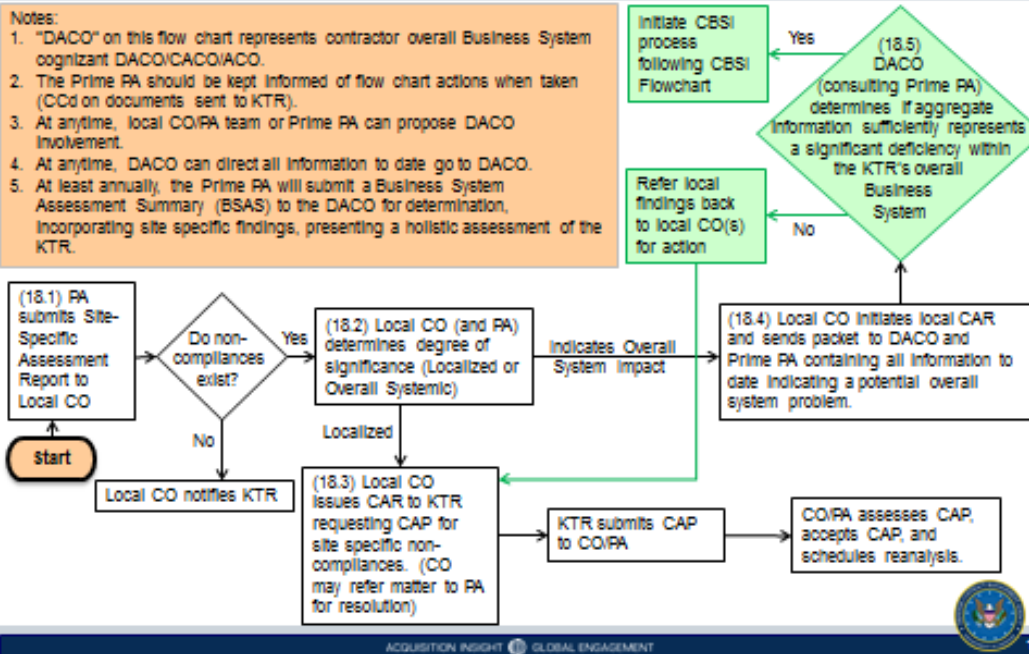 Notes:
1. "DACO" on this flow chart represents contractor overall Business System
cognizant DACO/CACO/ACO.
2. The Prime PA should be kept informed of flow chart actions when taken
(CCd on documents sent to KTR).
3. At anytime, local CO/PA team or Prime PA can propose DACO
involvement.
4. At anytime, DACO can direct all information to date go to DACO.
5. At least annually, the Prime PA will submit a Business System
Assessment Summary (BSAS) to the DACO for determination,
incorporating site specific findings, presenting a holistic assessment of the
KTR.
Initiate CBSI
process
following CBSI
Flowchart
Yes
(18.5)
DACO
(consulting Prime PA)
determines if aggregate
information sufficiently represents
a significant deficiency within
the KTR's overall
Business
System
Refer local
findings back
to local CO(s)
for action
No
(18.1) PA
submits Site-
Specific
Assessment
Report to
Local CO
Start
Do non-
compliances
exist?
Yes
No
Local CO notifies KTR
(18.2) Local CO (and PA)
determines degree of
significance (Localized or
Overall Systemic)
Indicates Overall
System Impact
Localized
(18.4) Local CO initiates local CAR
and sends packet to DACO and
Prime PA containing all information to
date indicating a potential overall
system problem.
(18.3) Local CO
issues CAR to KTR
requesting CAP for
site specific non-
compliances. (CO
may refer matter to PA
for resolution)
KTR submits CAP
to CO/PA
CO/PA assesses CAP,
accepts CAP, and
schedules reanalysis.
ACQUISITION INSIGHT GLOBAL ENGAGEMENT